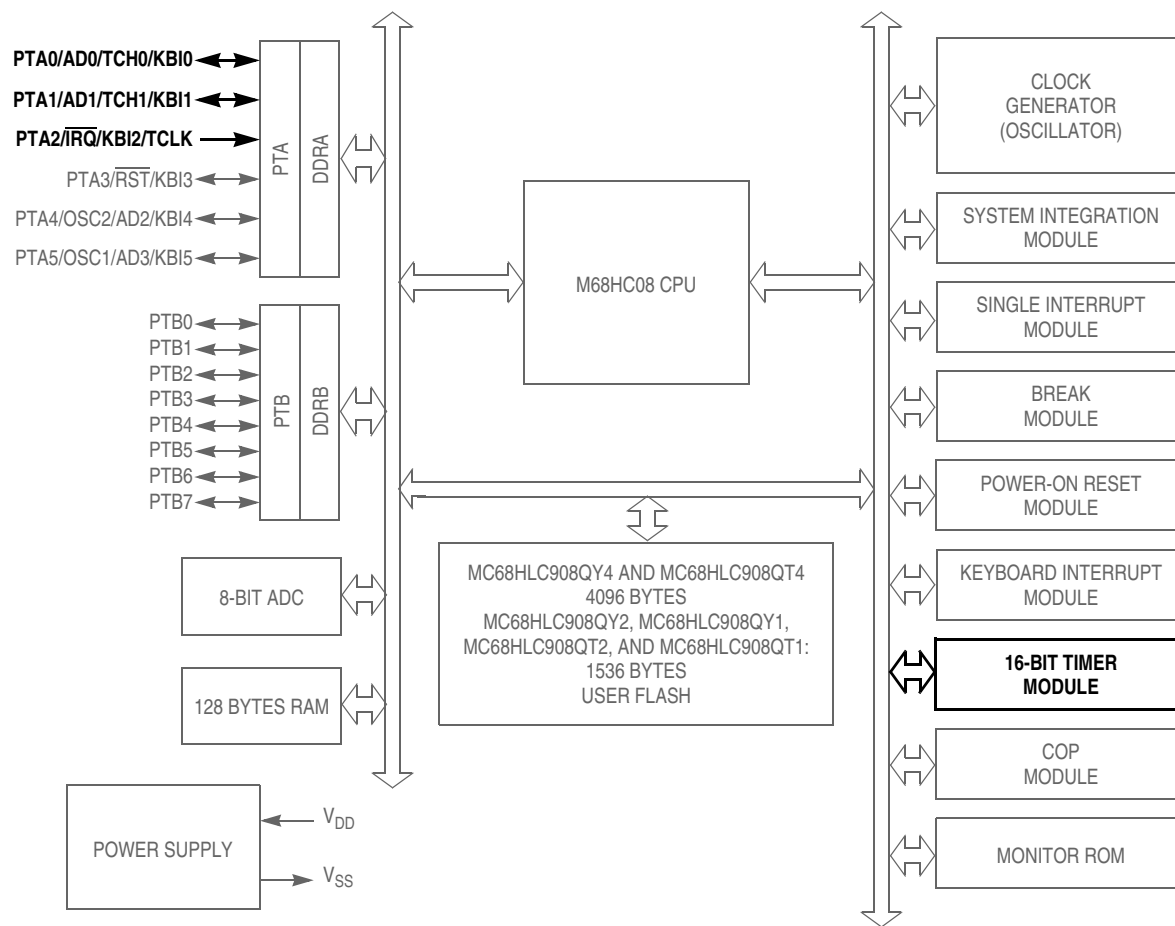 PTA0/AD0/TCH0/KBI0
PTA1/AD1/TCH1/KBI1
PTA2/I̅R̅Q̅/KBI2/TCLK
PTA3/R̅S̅T̅/KBI3
PTA4/OSC2/AD2/KBI4
PTA5/OSC1/AD3/KBI5
PTA
DDRA
PTB0
PTB1
PTB2
PTB3
PTB4
PTB5
PTB6
PTB7
PTB
DDRB
8-BIT ADC
128 BYTES RAM
POWER SUPPLY
VDD
VSS
M68HC08 CPU
MC68HLC908QY4 AND MC68HLC908QT4
4096 BYTES
MC68HLC908QY2, MC68HLC908QY1,
MC68HLC908QT2, AND MC68HLC908QT1:
1536 BYTES
USER FLASH
CLOCK
GENERATOR
(OSCILLATOR)
SYSTEM INTEGRATION
MODULE
SINGLE INTERRUPT
MODULE
BREAK
MODULE
POWER-ON RESET
MODULE
KEYBOARD INTERRUPT
MODULE
16-BIT TIMER
MODULE
COP
MODULE
MONITOR ROM